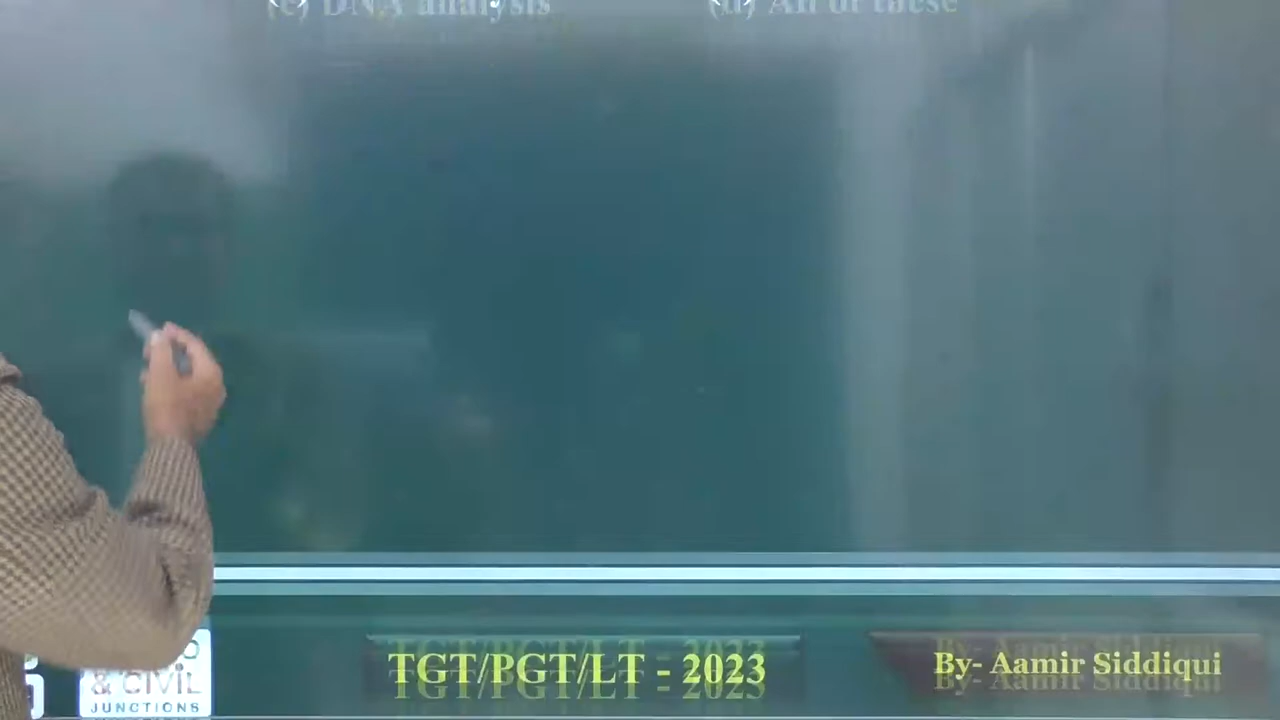 (c) DNA analysis
(d) All of these
& CIVIL
JUNCTIONS
TGT/PGT/LT - 2023
By- Aamir Siddiqui